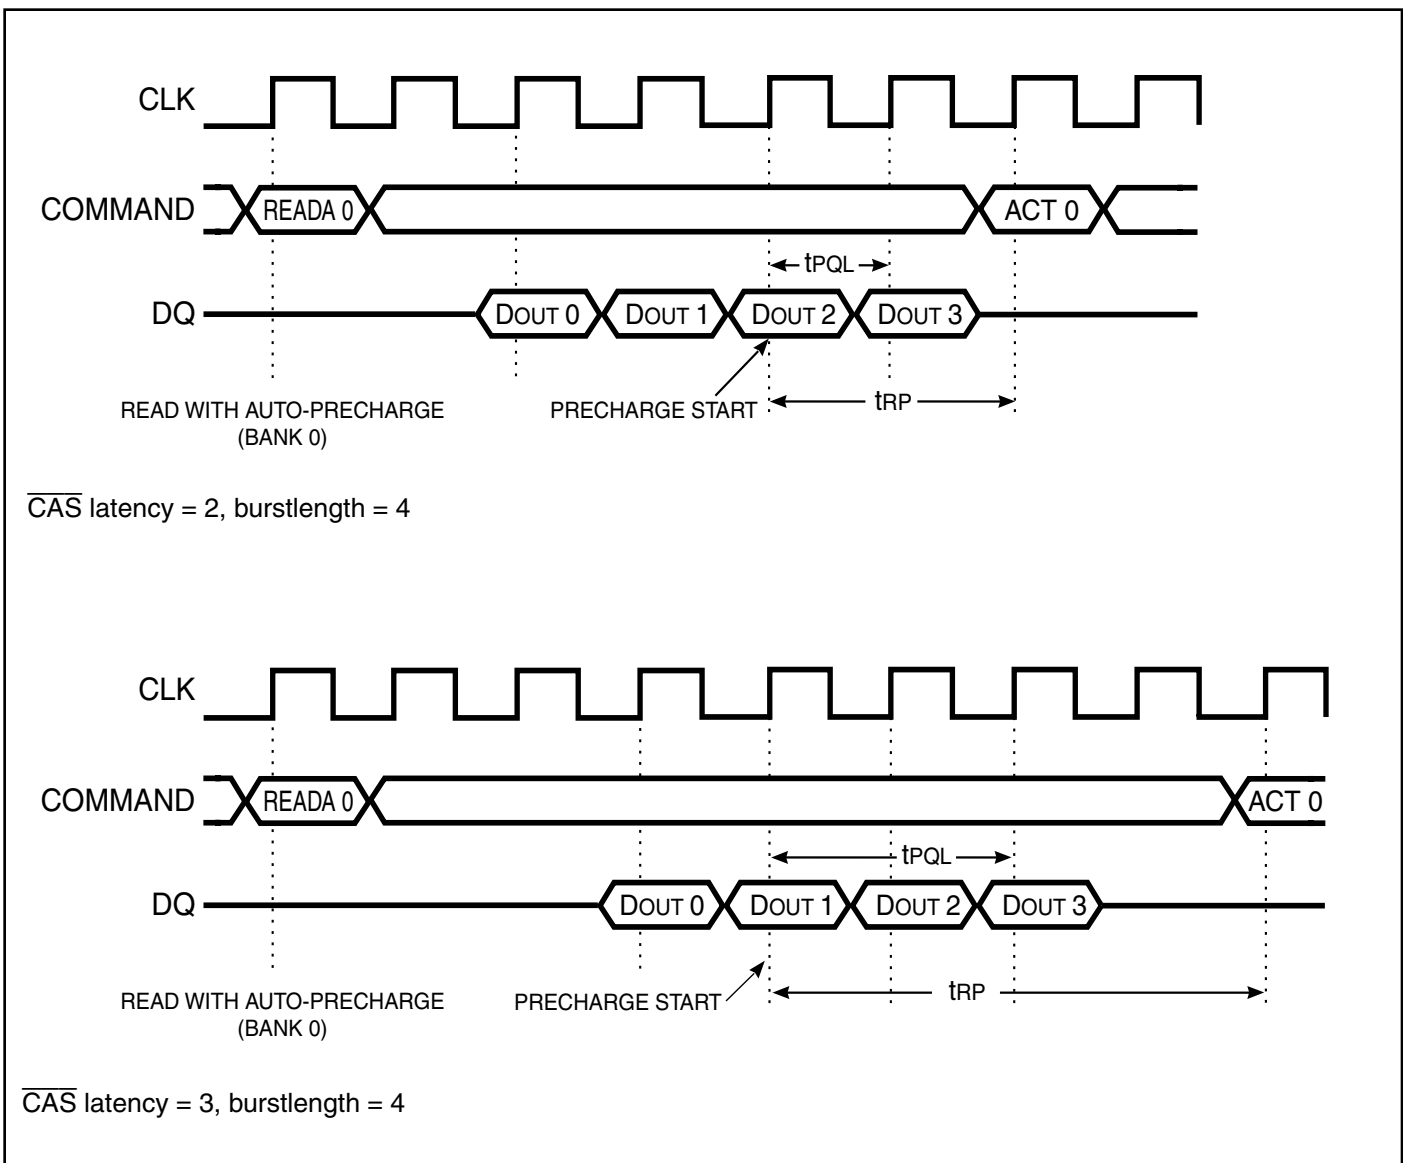 CLK
COMMAND READA 0 ACT 0
tPQL
DQ DOUT 0 DOUT 1 DOUT 2 DOUT 3
READ WITH AUTO-PRECHARGE PRECHARGE START tRP
(BANK 0)
CAS latency = 2, burstlength = 4
CLK
COMMAND READA 0 ACT 0
tPQL
DQ DOUT 0 DOUT 1 DOUT 2 DOUT 3
READ WITH AUTO-PRECHARGE PRECHARGE START tRP
(BANK 0)
CAS latency = 3, burstlength = 4